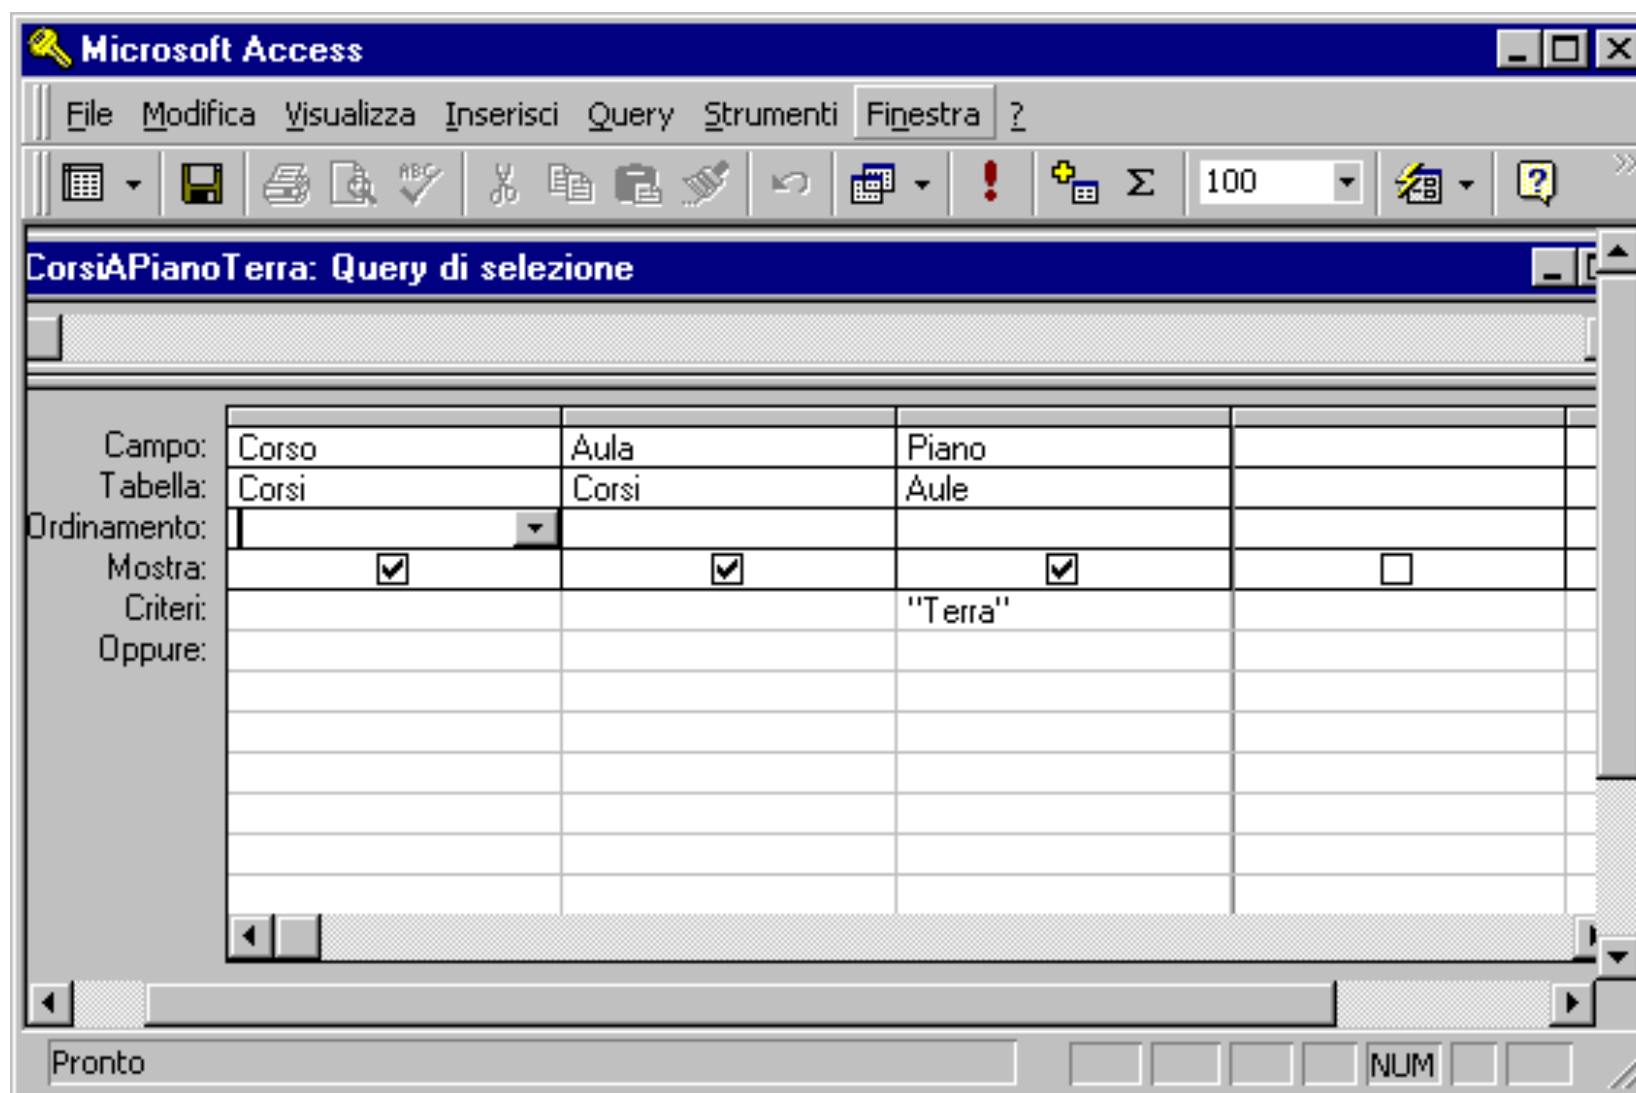 Microsoft Access
File Modifica Visualizza Inserisci Query Strumenti Finestra ?
ABC 100
CorsiAPianoTerra: Query di selezione
Campo: Corso Aula Piano
Tabella: Corsi Corsi Aule
Ordinamento:
Mostra:
Criteri: "Terra"
Oppure:
Pronto NUM